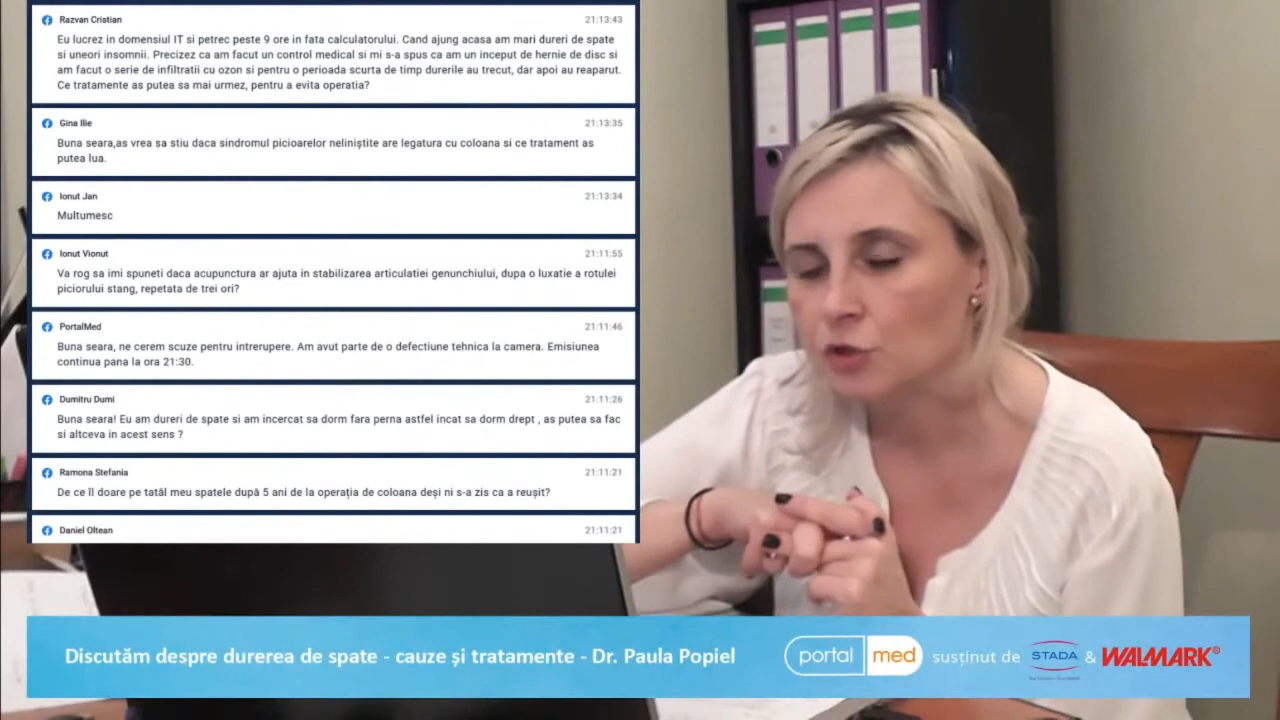 Razvan Cristian 21:13:43
Eu lucrez in domensiul IT si petrec peste 9 ore in fata calculatorului. Cand ajung acasa am mari dureri de spate
si uneori insomnii. Precizez ca am facut un control medical si mi s-a spus ca am un inceput de hernie de disc si
am facut o serie de infiltratii cu ozon si pentru o perioada scurta de timp durerile au trecut, dar apoi au reaparut.
Ce tratamente as putea sa mai urmez, pentru a evita operatia?
Gina Ilie 21:13:35
Buna seara,as vrea sa stiu daca sindromul picioarelor neliniștite are legatura cu coloana si ce tratament as
putea lua.
Ionut Jan 21:13:34
Multumesc
Ionut Vionut 21:11:55
Va rog sa imi spuneti daca acupunctura ar ajuta in stabilizarea articulatiei genunchiului, dupa o luxatie a rotulei
piciorului stang, repetata de trei ori?
PortalMed 21:11:46
Buna seara, ne cerem scuze pentru intrerupere. Am avut parte de o defectiune tehnica la camera. Emisiunea
continua pana la ora 21:30.
Dumitru Dumi 21:11:26
Buna seara! Eu am dureri de spate si am incercat sa dorm fara perna astfel incat sa dorm drept , as putea sa fac
si altceva in acest sens ?
Ramona Stefania 21:11:21
De ce îl doare pe tatăl meu spatele după 5 ani de la operația de coloana deși ni s-a zis ca a reușit?
Daniel Oltean 21:11:21
Discutăm despre durerea de spate - cauze și tratamente - Dr. Paula Popiel
portal med susținut de STADA & WALMARK®